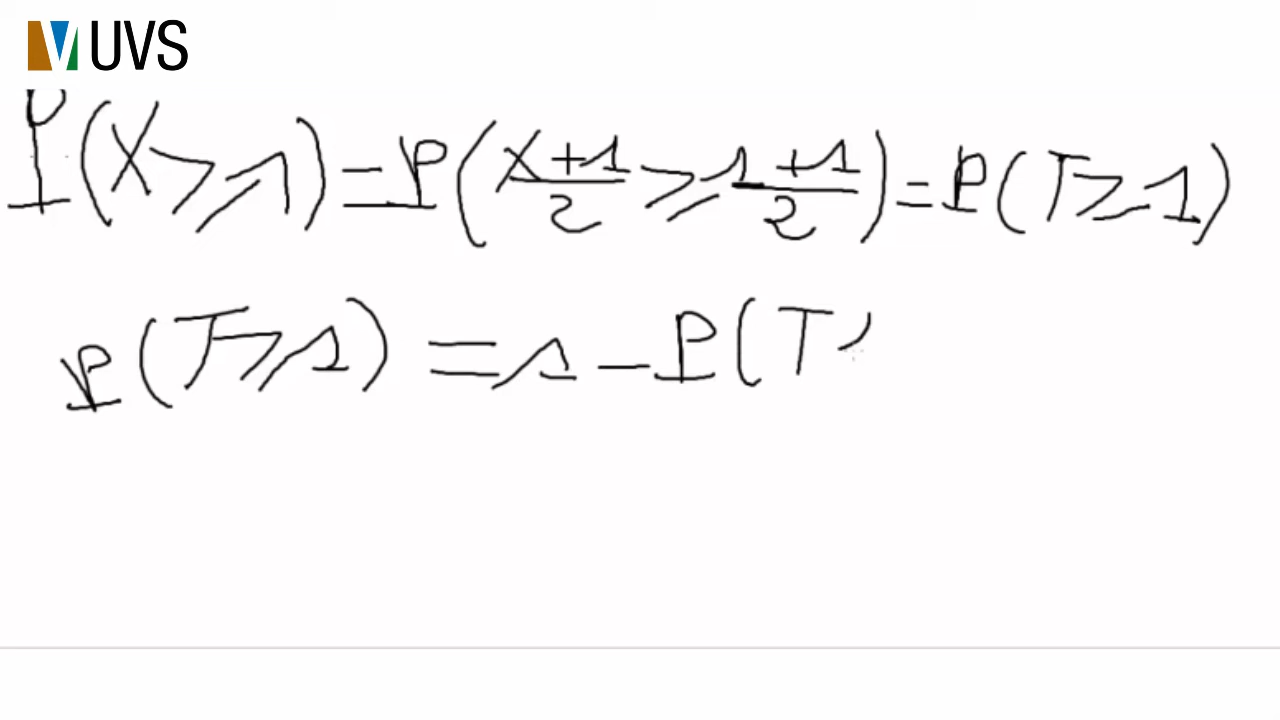 UVS
P(X ≥ 1) = P(X+1/2 ≥ 1+1/2) = P(T ≥ 1)
P(T ≥ 1) = 1 - P(T